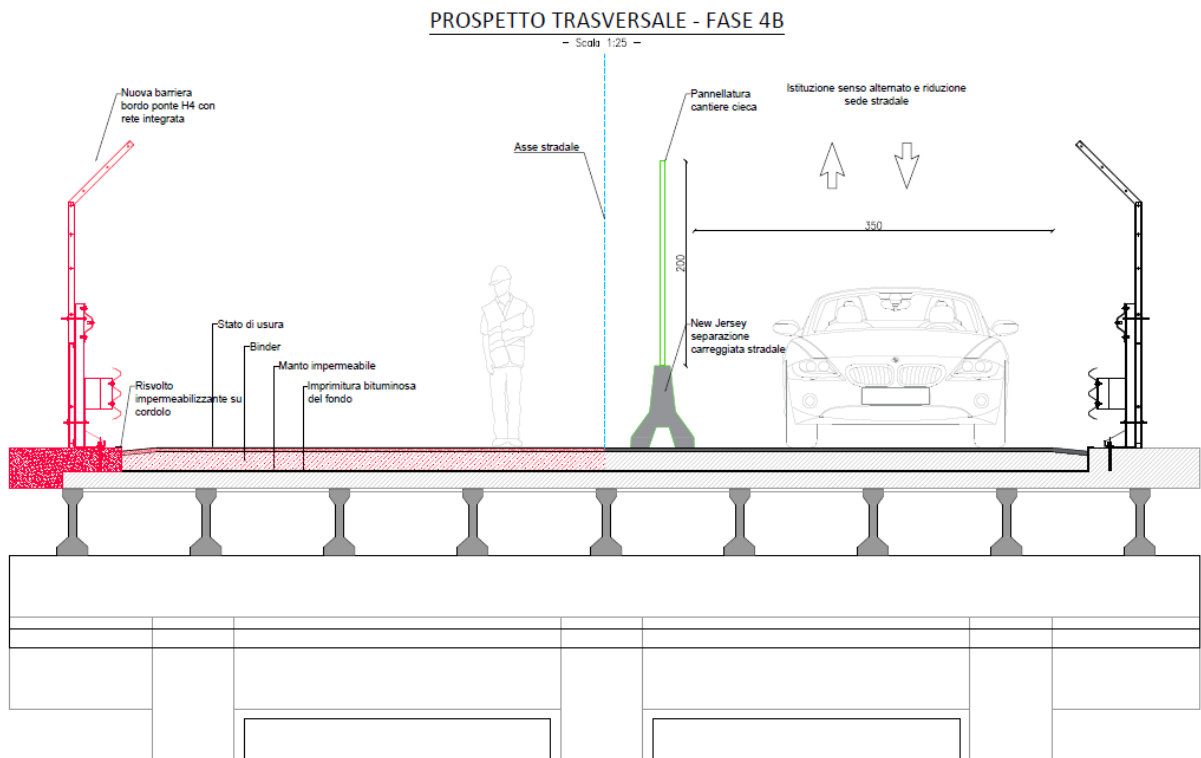 PROSPETTO TRASVERSALE - FASE 4B
– Scala 1:25 –
Nuova barriera
bordo ponte H4 con
rete integrata
Asse stradale
Pannellatura
cantiere cieca
Istituzione senso alternato e riduzione
sede stradale
350
200
Stato di usura
Binder
Manto impermeabile
Imprimitura bituminosa
del fondo
Risvolto
impermeabilizzante su
cordolo
New Jersey
separazione
carreggiata stradale